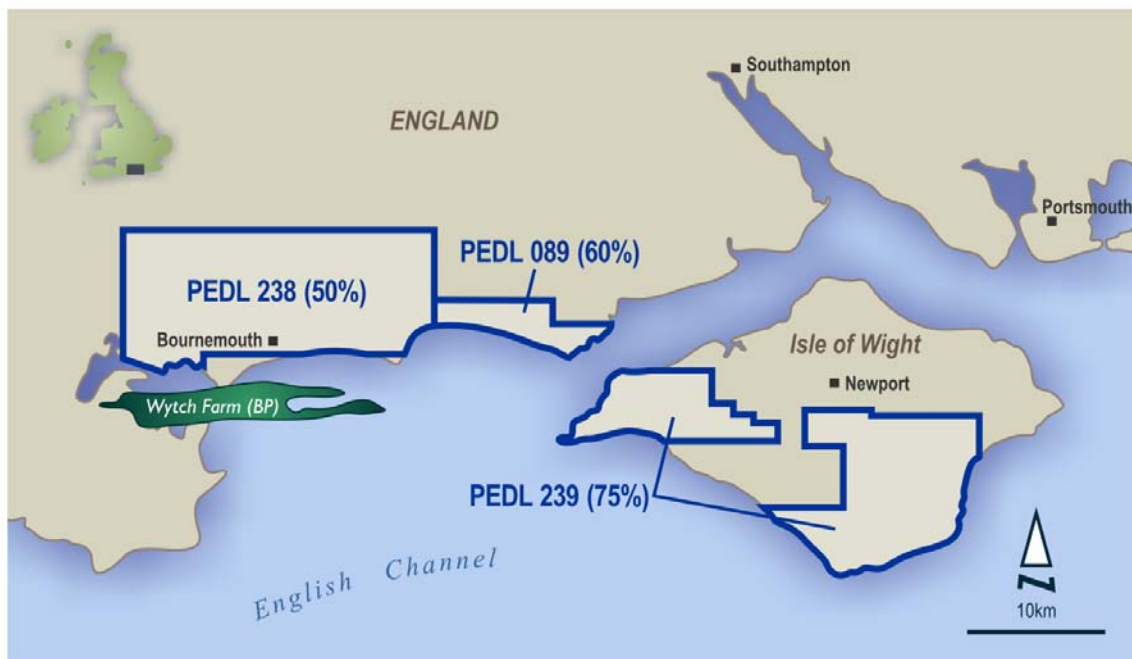 Southampton
ENGLAND
Portsmouth
PEDL 089 (60%)
PEDL 238 (50%)
Bournemouth
Isle of Wight
Newport
Wytch Farm (BP)
PEDL 239 (75%)
English Channel
N
10km